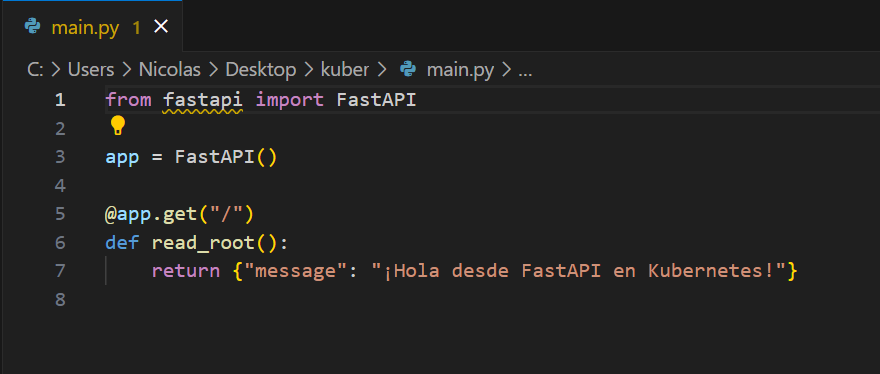 main.py 1
C: > Users > Nicolas > Desktop > kuber > main.py > ...
1 from fastapi import FastAPI
2
3 app = FastAPI()
4
5 @app.get("/")
6 def read_root():
7     return {"message": "¡Hola desde FastAPI en Kubernetes!"}
8